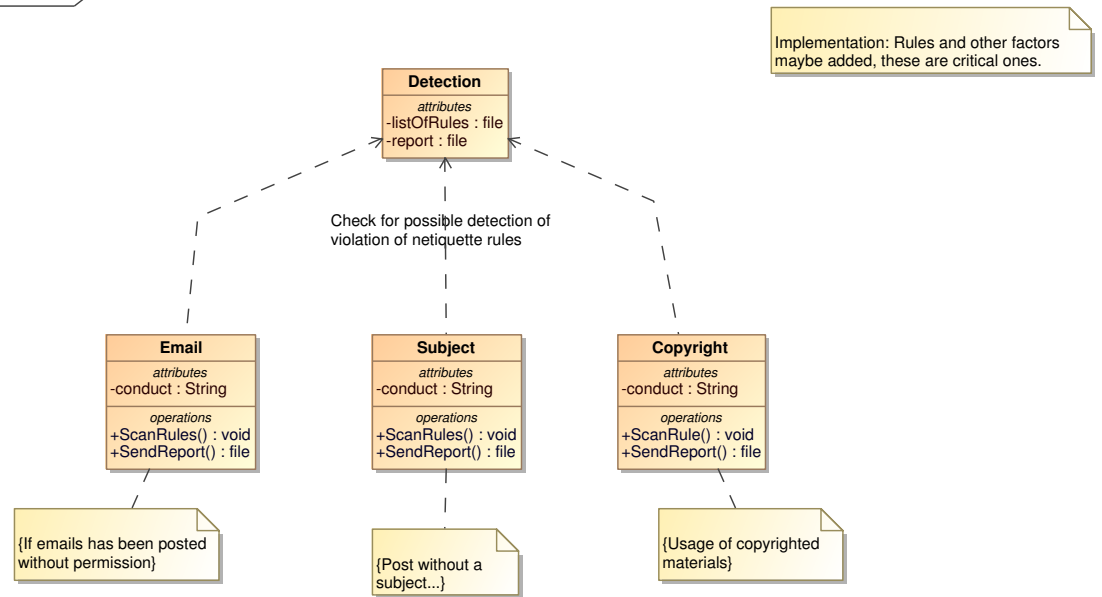 Implementation: Rules and other factors
maybe added, these are critical ones.
Detection
attributes
-listOfRules : file
-report : file
Check for possible detection of
violation of netiquette rules
Email
attributes
-conduct : String
operations
+ScanRules() : void
+SendReport() : file
Subject
attributes
-conduct : String
operations
+ScanRules() : void
+SendReport() : file
Copyright
attributes
-conduct : String
operations
+ScanRule() : void
+SendReport() : file
{If emails has been posted
without permission}
{Post without a
subject...}
{Usage of copyrighted
materials}